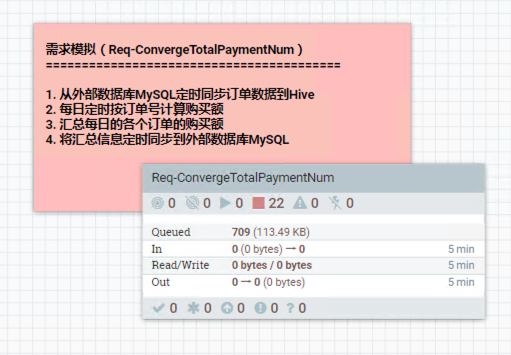 需求模拟（Req-ConvergeTotalPaymentNum）
=========================================
1. 从外部数据库MySQL定时同步订单数据到Hive
2. 每日定时按订单号计算购买额
3. 汇总每日的各个订单的购买额
4. 将汇总信息定时同步到外部数据库MySQL
Req-ConvergeTotalPaymentNum
0 0 0 22 0 0
Queued 709 (113.49 KB)
In 0 (0 bytes) → 0 5 min
Read/Write 0 bytes / 0 bytes 5 min
Out 0 → 0 (0 bytes) 5 min
0 0 0 0 ? 0